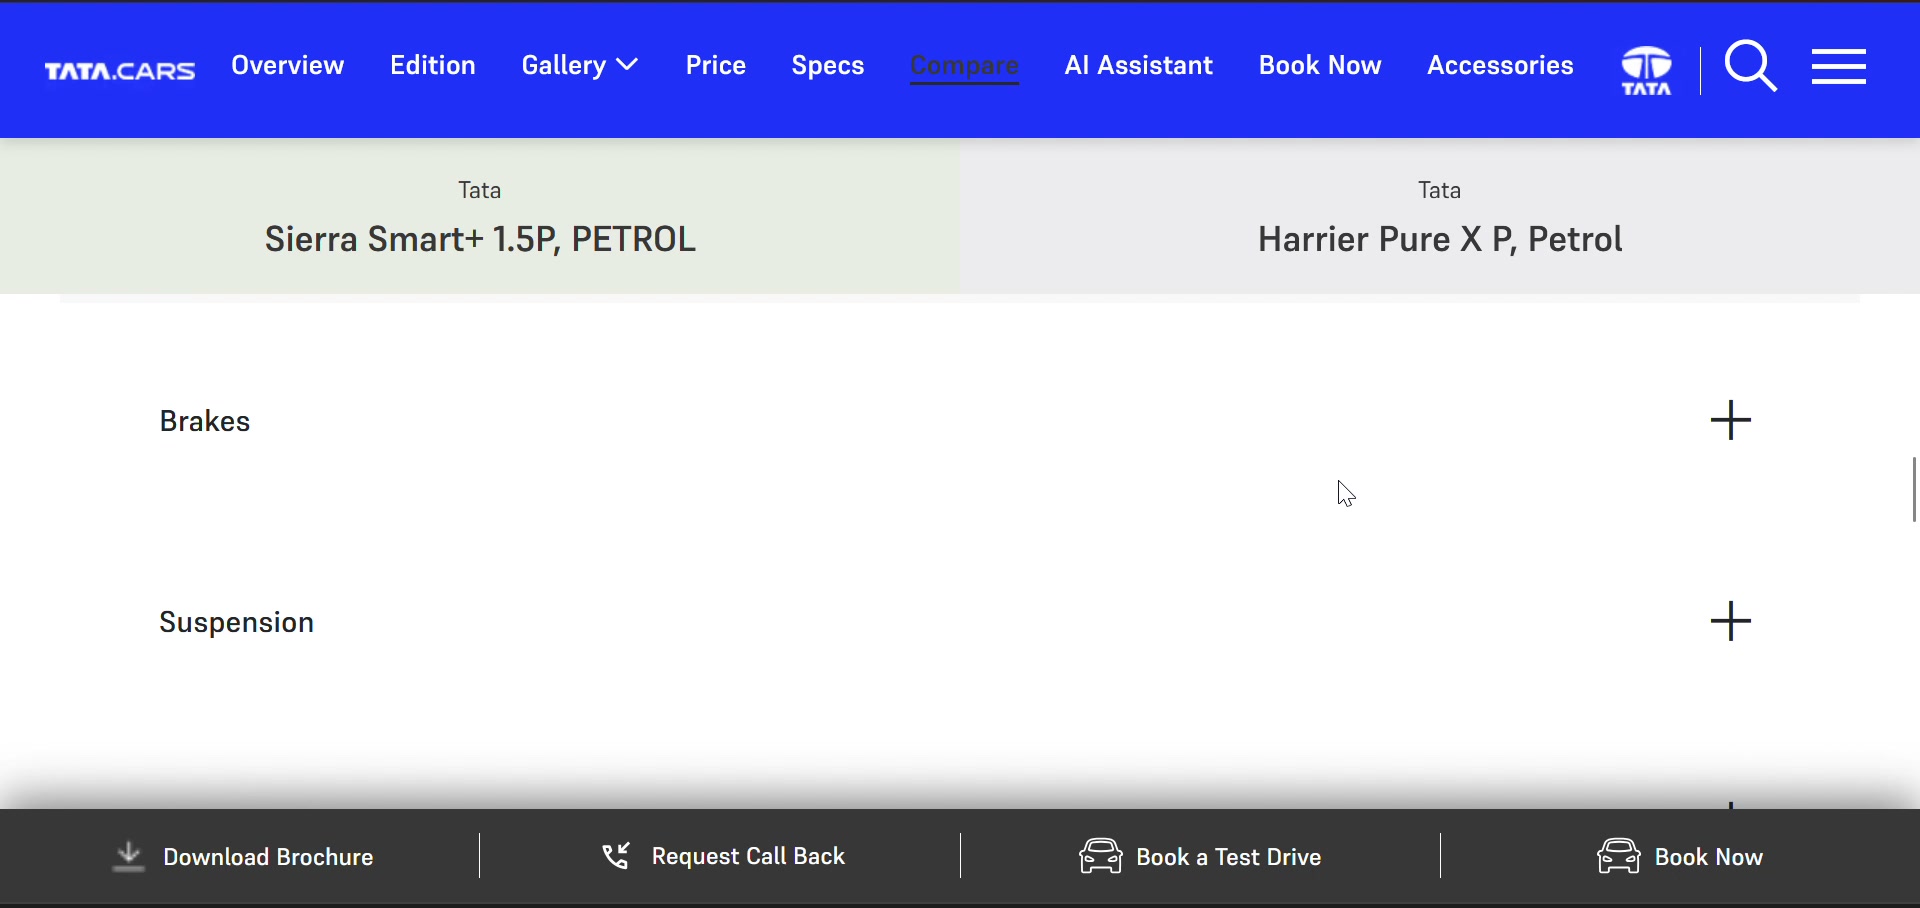 TATA.CARS Overview Edition Gallery Price Specs Compare AI Assistant Book Now Accessories TATA
Tata
Sierra Smart+ 1.5P, PETROL
Tata
Harrier Pure X P, Petrol
Brakes
Suspension
Download Brochure Request Call Back Book a Test Drive Book Now